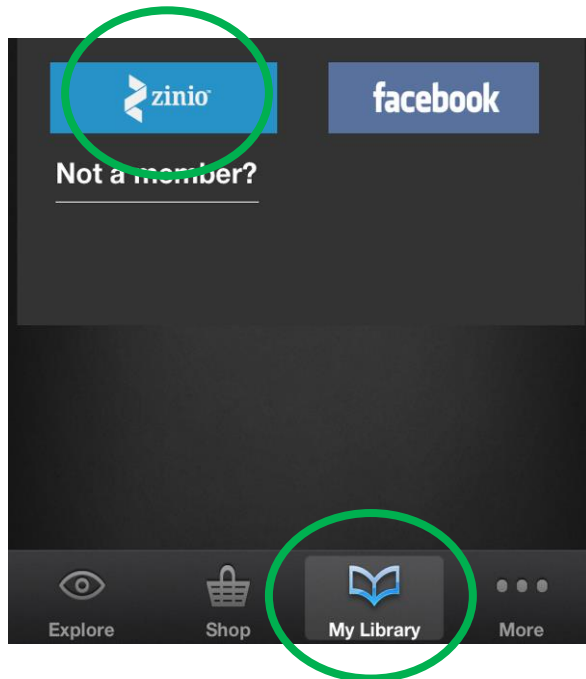 zinio
facebook
Not a member?
Explore
Shop
My Library
More